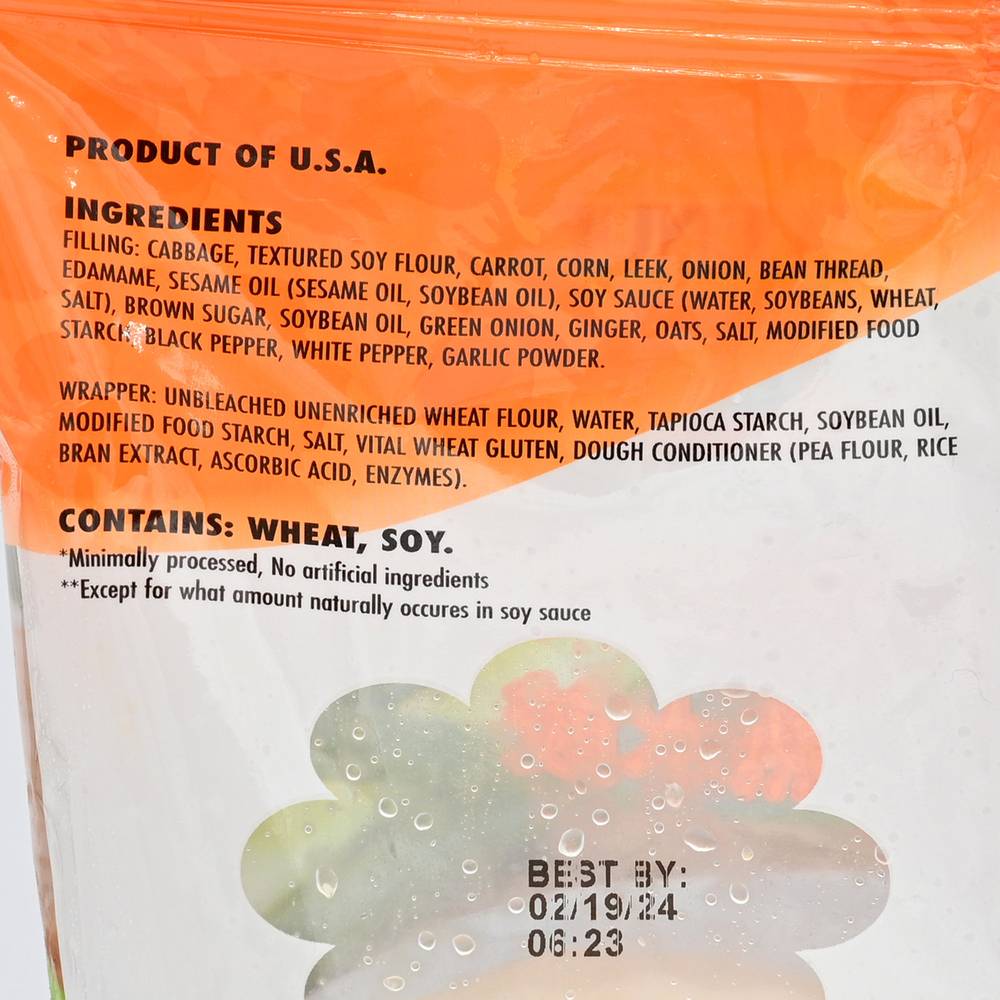 PRODUCT OF U.S.A.
INGREDIENTS
FILLING: CABBAGE, TEXTURED SOY FLOUR, CARROT, CORN, LEEK, ONION, BEAN THREAD,
EDAMAME, SESAME OIL (SESAME OIL, SOYBEAN OIL), SOY SAUCE (WATER, SOYBEANS, WHEAT,
SALT), BROWN SUGAR, SOYBEAN OIL, GREEN ONION, GINGER, OATS, SALT, MODIFIED FOOD
STARCH, BLACK PEPPER, WHITE PEPPER, GARLIC POWDER.
WRAPPER: UNBLEACHED UNENRICHED WHEAT FLOUR, WATER, TAPIOCA STARCH, SOYBEAN OIL,
MODIFIED FOOD STARCH, SALT, VITAL WHEAT GLUTEN, DOUGH CONDITIONER (PEA FLOUR, RICE
BRAN EXTRACT, ASCORBIC ACID, ENZYMES).
CONTAINS: WHEAT, SOY.
*Minimally processed, No artificial ingredients
**Except for what amount naturally occures in soy sauce
BEST BY:
02/19/24
06:23